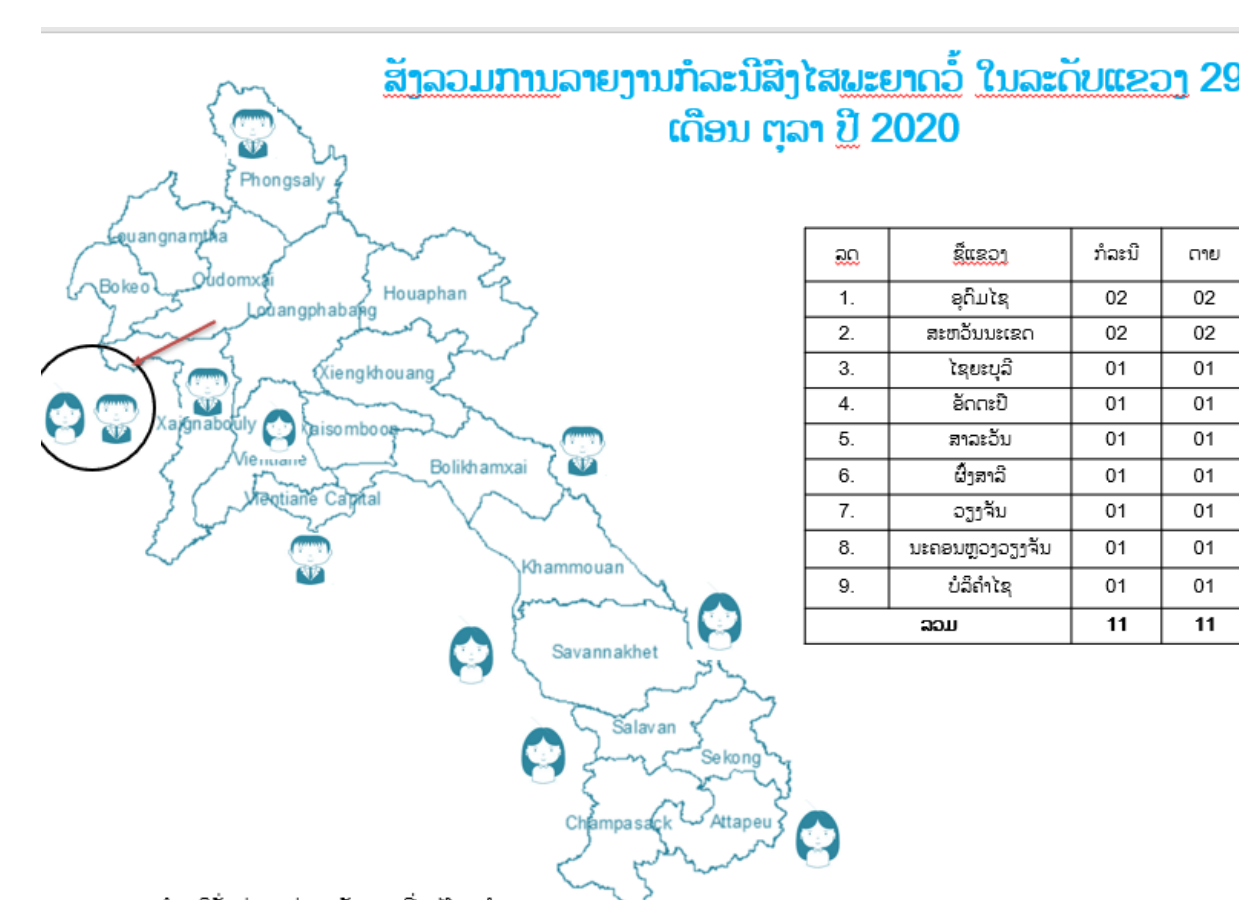 ສັງລວມການລາຍງານກໍລະນີສົງໄສພະຍາດວໍ້ ໃນລະດັບແຂວງ 29
ເດືອນ ຕຸລາ ປີ 2020
Phongsaly
Louangnamtha
Bokeo
Oudomxai
Louangphabang
Houaphan
Xiengkhouang
Xaignabouly
Xaisomboon
Vientiane
Bolikhamxai
Vientiane Capital
Khammouan
Savannakhet
Salavan
Sekong
Champasack
Attapeu
ລດ ຊື່ແຂວງ ກໍລະນີ ຕາຍ
1. ອຸດົມໄຊ 02 02
2. ສະຫວັນນະເຂດ 02 02
3. ໄຊຍະບຸລີ 01 01
4. ອັດຕະປື 01 01
5. ສາລະວັນ 01 01
6. ຜົ້ງສາລີ 01 01
7. ວຽງຈັນ 01 01
8. ນະຄອນຫຼວງວຽງຈັນ 01 01
9. ບໍລິຄຳໄຊ 01 01
ລວມ 11 11